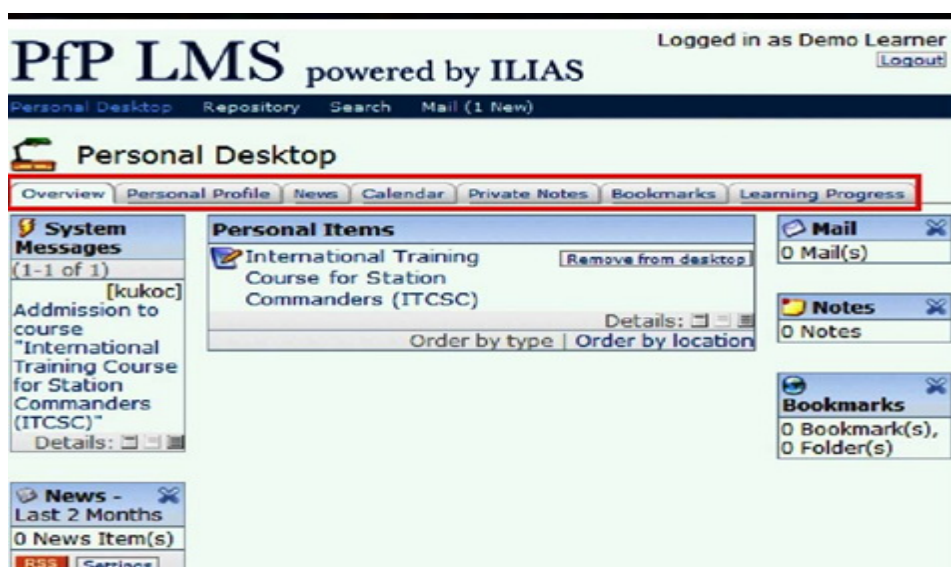 PfP LMS powered by ILIAS
Logged in as Demo Learner
Logout
Personal Desktop Repository Search Mail (1 New)
Personal Desktop
Overview Personal Profile News Calendar Private Notes Bookmarks Learning Progress
System
Messages
(1-1 of 1)
[kukoc]
Addmission to
course
"International
Training Course
for Station
Commanders
(ITCSC)"
Details:
News -
Last 2 Months
0 News Item(s)
RSS Settings
Personal Items
International Training
Course for Station
Commanders (ITCSC)
Remove from desktop
Details:
Order by type | Order by location
Mail
0 Mail(s)
Notes
0 Notes
Bookmarks
0 Bookmark(s),
0 Folder(s)